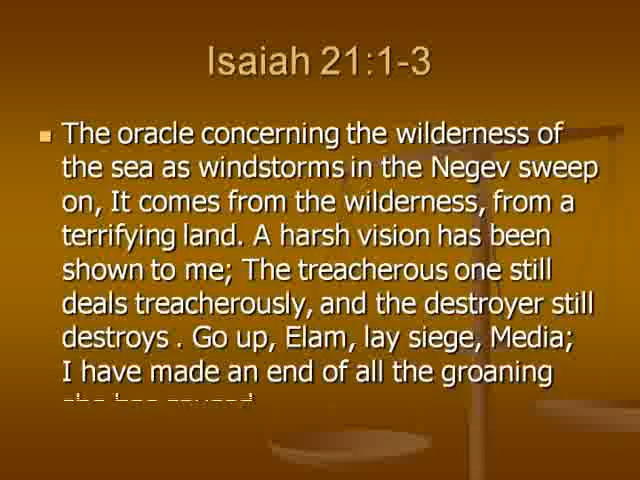 Isaiah 21:1-3
The oracle concerning the wilderness of
the sea as windstorms in the Negev sweep
on, It comes from the wilderness, from a
terrifying land. A harsh vision has been
shown to me; The treacherous one still
deals treacherously, and the destroyer still
destroys . Go up, Elam, lay siege, Media;
I have made an end of all the groaning